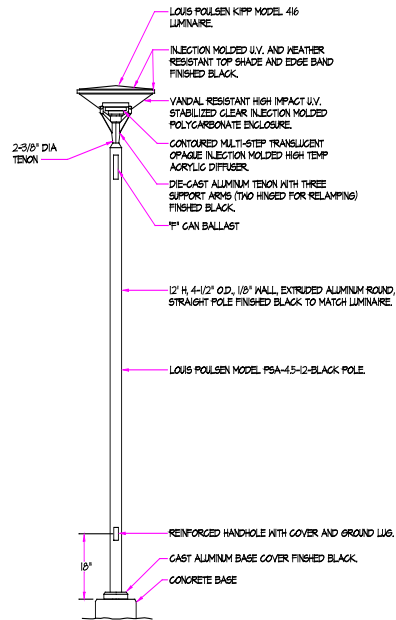 LOUIS POULSEN KIPP MODEL 416
LUMINAIRE.
INJECTION MOLDED U.V. AND WEATHER
RESISTANT TOP SHADE AND EDGE BAND
FINISHED BLACK.
VANDAL RESISTANT HIGH IMPACT U.V.
STABILIZED CLEAR INJECTION MOLDED
POLYCARBONATE ENCLOSURE.
2-3/8" DIA
TENON
CONTOURED MULTI-STEP TRANSLUCENT
OPAQUE INJECTION MOLDED HIGH TEMP
ACRYLIC DIFFUSER.
DIE-CAST ALUMINUM TENON WITH THREE
SUPPORT ARMS (TWO HINGED FOR RELAMPING)
FINSHED BLACK.
"F" CAN BALLAST
12' H, 4-1/2" O.D., 1/8" WALL, EXTRUDED ALUMINUM ROUND,
STRAIGHT POLE FINISHED BLACK TO MATCH LUMINAIRE.
LOUIS POULSEN MODEL PSA-4.5-12-BLACK POLE.
REINFORCED HANDHOLE WITH COVER AND GROUND LUG.
18"
CAST ALUMINUM BASE COVER FINSHED BLACK.
CONCRETE BASE